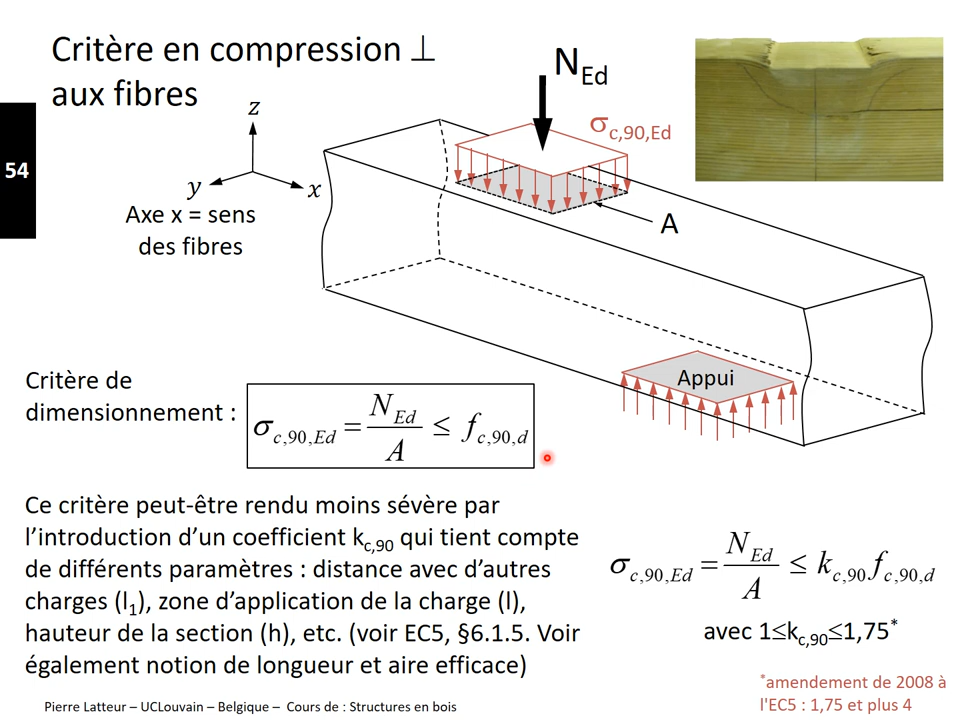 Critère en compression ⊥
aux fibres
54
z
y
x
Axe x = sens
des fibres
N_Ed
σ_c,90,Ed
A
Appui
Critère de
dimensionnement :
σ_c,90,Ed = N_Ed / A ≤ f_c,90,d
Ce critère peut-être rendu moins sévère par
l'introduction d'un coefficient k_c,90 qui tient compte
de différents paramètres : distance avec d'autres
charges (l_1), zone d'application de la charge (l),
hauteur de la section (h), etc. (voir EC5, §6.1.5. Voir
également notion de longueur et aire efficace)
σ_c,90,Ed = N_Ed / A ≤ k_c,90 f_c,90,d
avec 1≤k_c,90≤1,75*
*amendement de 2008 à
l'EC5 : 1,75 et plus 4
Pierre Latteur – UCLouvain – Belgique – Cours de : Structures en bois